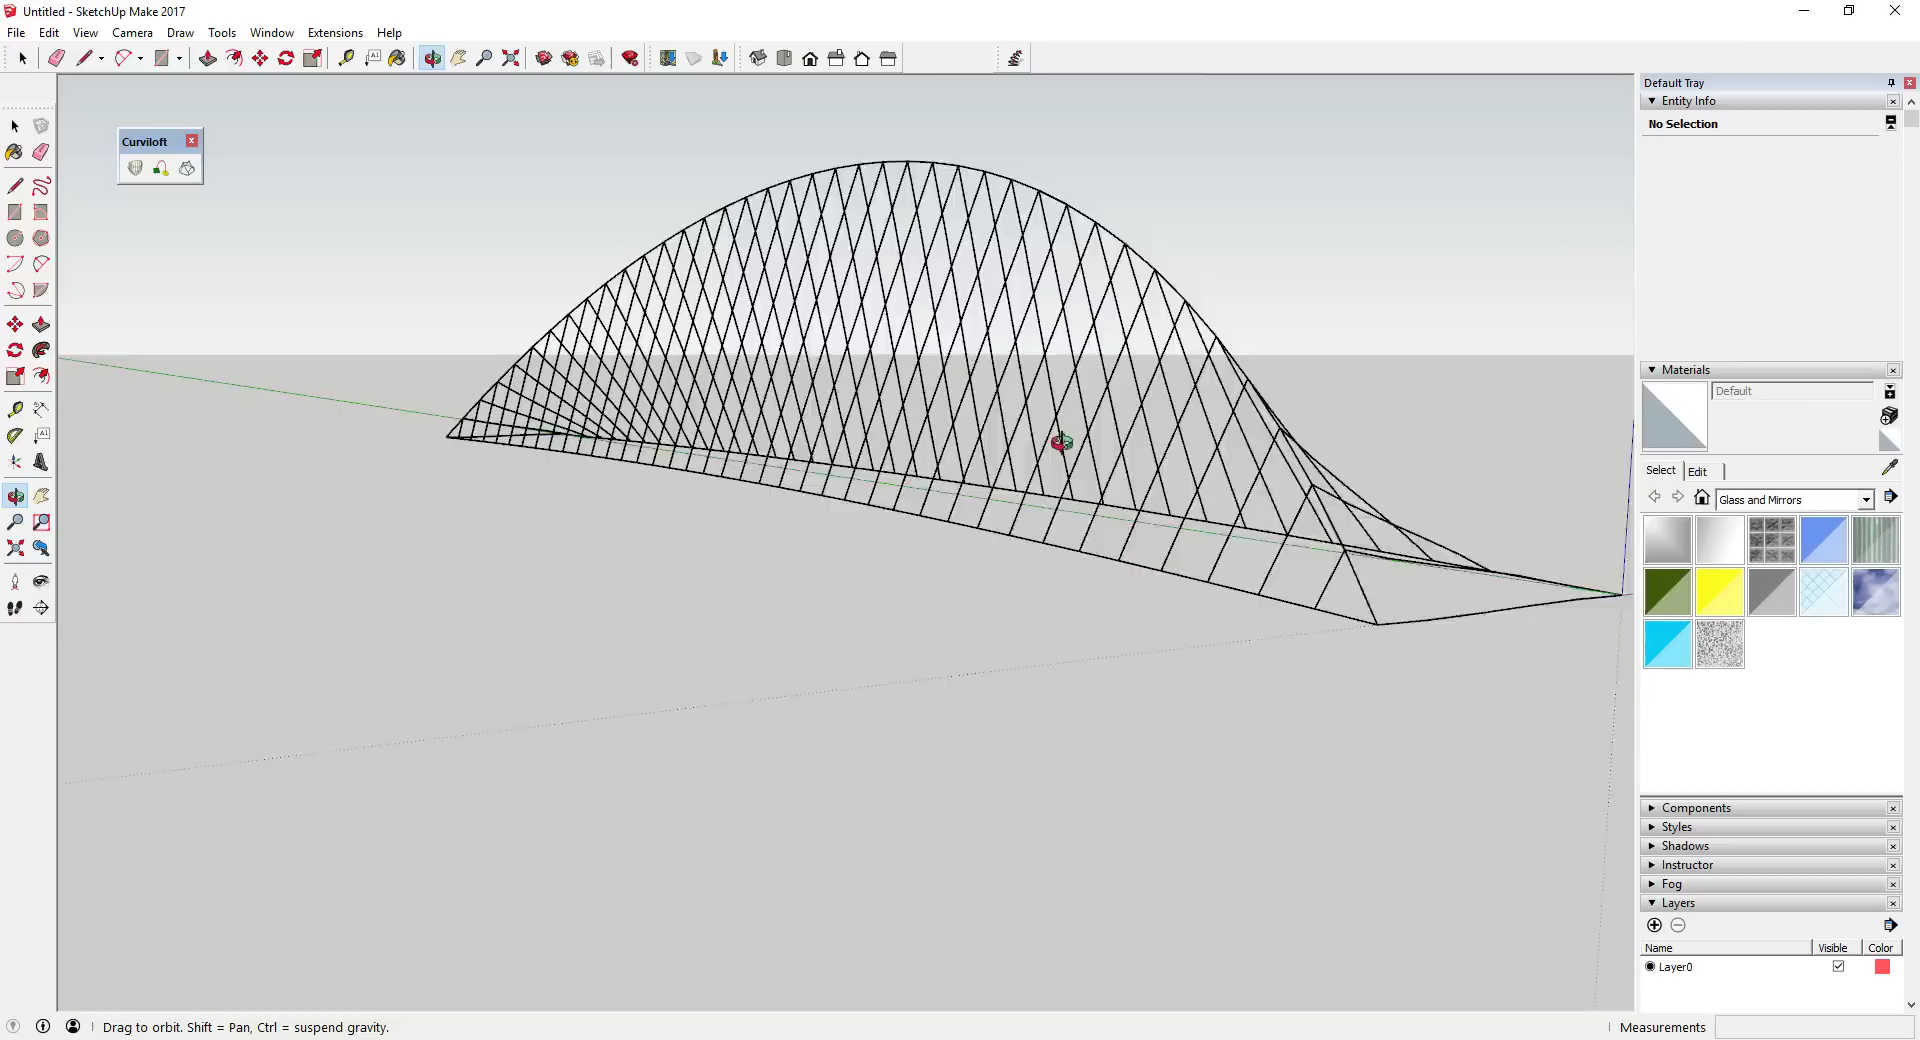 Untitled - SketchUp Make 2017
File Edit View Camera Draw Tools Window Extensions Help
A1
Default Tray
Entity Info
No Selection
Curviloft
Materials
Default
A1
Select Edit
Glass and Mirrors
Components
Styles
Shadows
Instructor
Fog
Layers
Name Visible Color
Layer0
Drag to orbit. Shift = Pan, Ctrl = suspend gravity.
Measurements